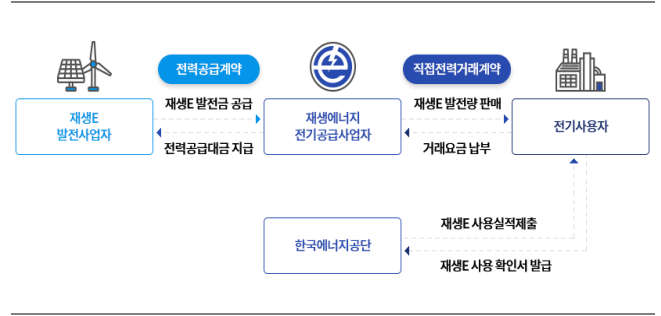 전력공급계약
직접전력거래계약
재생E 발전금 공급
재생E 발전량 판매
재생E
발전사업자
재생에너지
전기공급사업자
전기사용자
전력공급대금 지급
거래요금 납부
재생E 사용실적제출
한국에너지공단
재생E 사용 확인서 발급